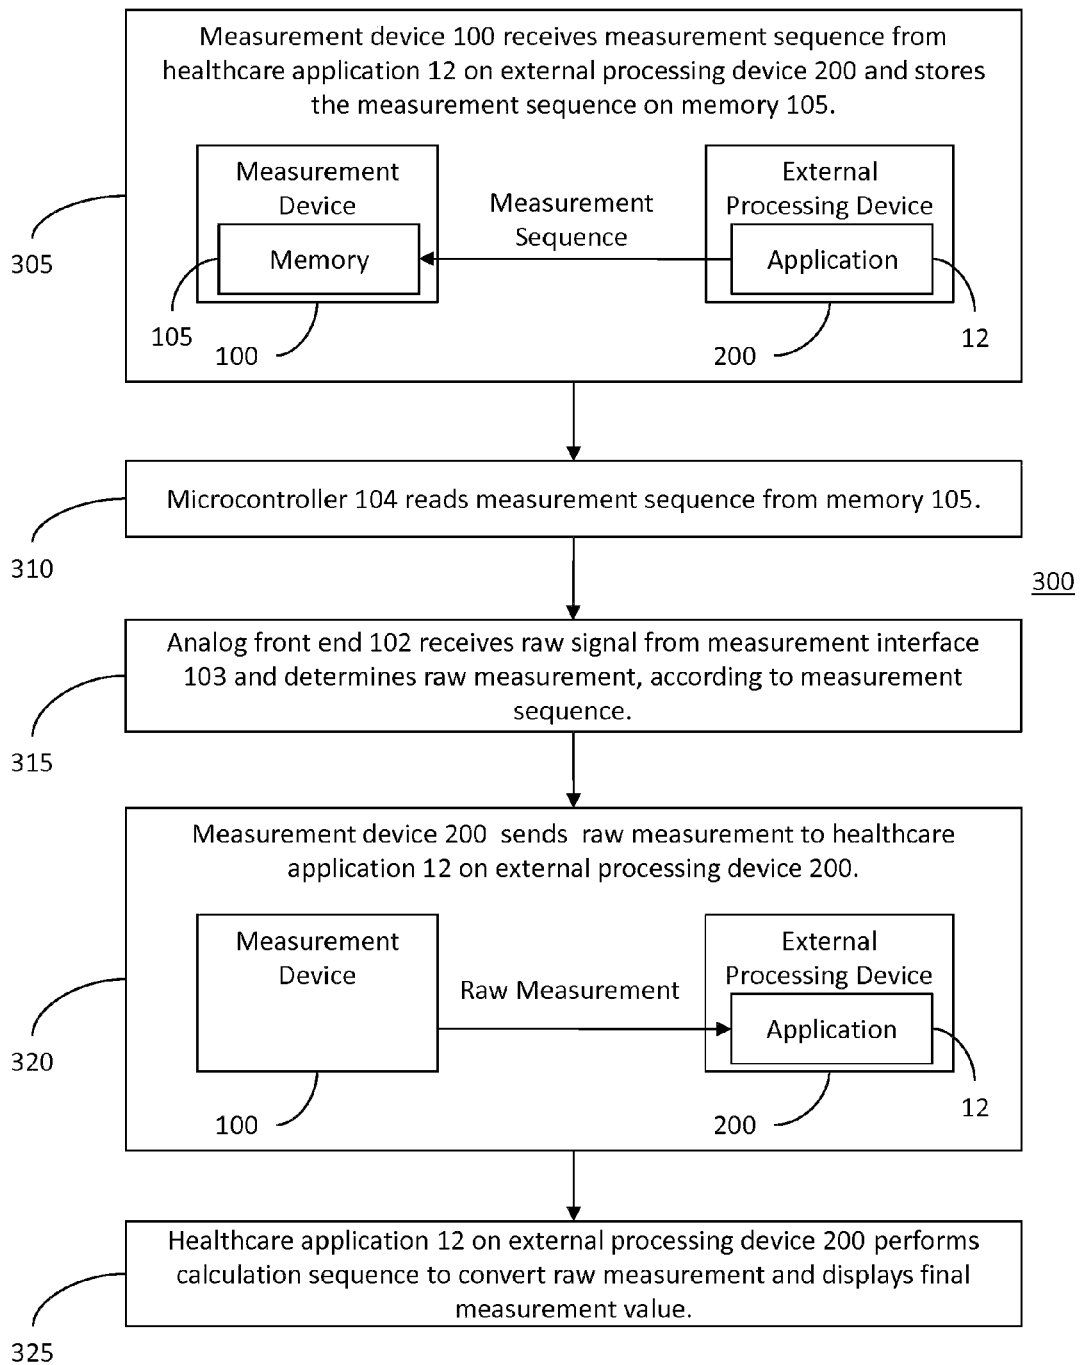 Measurement device 100 receives measurement sequence from
healthcare application 12 on external processing device 200 and stores
the measurement sequence on memory 105.
Measurement
Device
Memory
Measurement
Sequence
External
Processing Device
Application
305
105
100
200
12
Microcontroller 104 reads measurement sequence from memory 105.
310
300
Analog front end 102 receives raw signal from measurement interface
103 and determines raw measurement, according to measurement
sequence.
315
Measurement device 200  sends  raw measurement to healthcare
application 12 on external processing device 200.
Measurement
Device
Raw Measurement
External
Processing Device
Application
320
100
200
12
Healthcare application 12 on external processing device 200 performs
calculation sequence to convert raw measurement and displays final
measurement value.
325